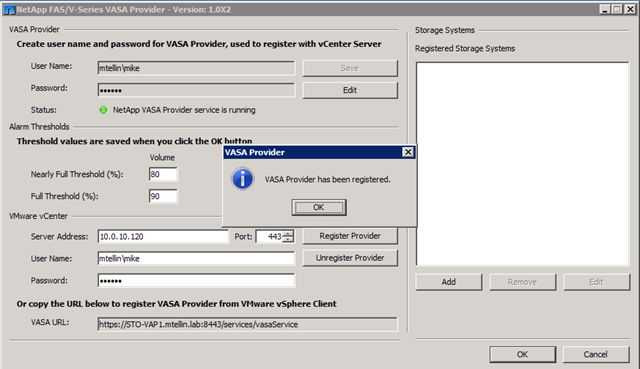 NetApp FAS/V-Series VASA Provider - Version: 1.0X2
VASA Provider
Create user name and password for VASA Provider, used to register with vCenter Server
User Name:
mtellin\mike
Save
Password:
••••••
Edit
Status:
NetApp VASA Provider service is running
Alarm Thresholds
Threshold values are saved when you click the OK button
Volume
Nearly Full Threshold (%):
80
Full Threshold (%):
90
VASA Provider
VASA Provider has been registered.
OK
VMware vCenter
Server Address:
10.0.10.120
Port:
443
Register Provider
User Name:
mtellin\mike
Unregister Provider
Password:
••••••
Or copy the URL below to register VASA Provider from VMware vSphere Client
VASA URL:
https://STO-VAP1.mtellin.lab:8443/services/vasaService
Storage Systems
Registered Storage Systems
Add
Remove
Edit
OK
Cancel